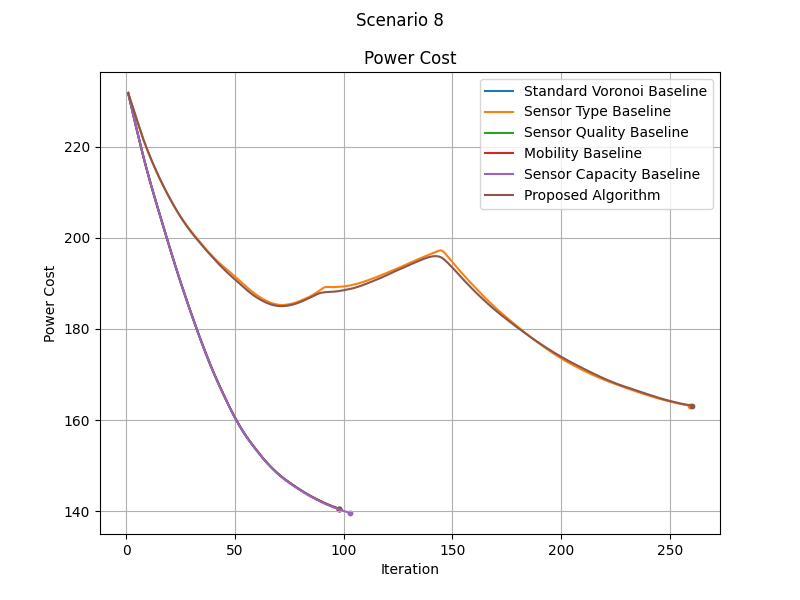 Scenario 8
Power Cost
Standard Voronoi Baseline
Sensor Type Baseline
Sensor Quality Baseline
Mobility Baseline
Sensor Capacity Baseline
Proposed Algorithm
Power Cost
220
200
180
160
140
0
50
100
150
200
250
Iteration